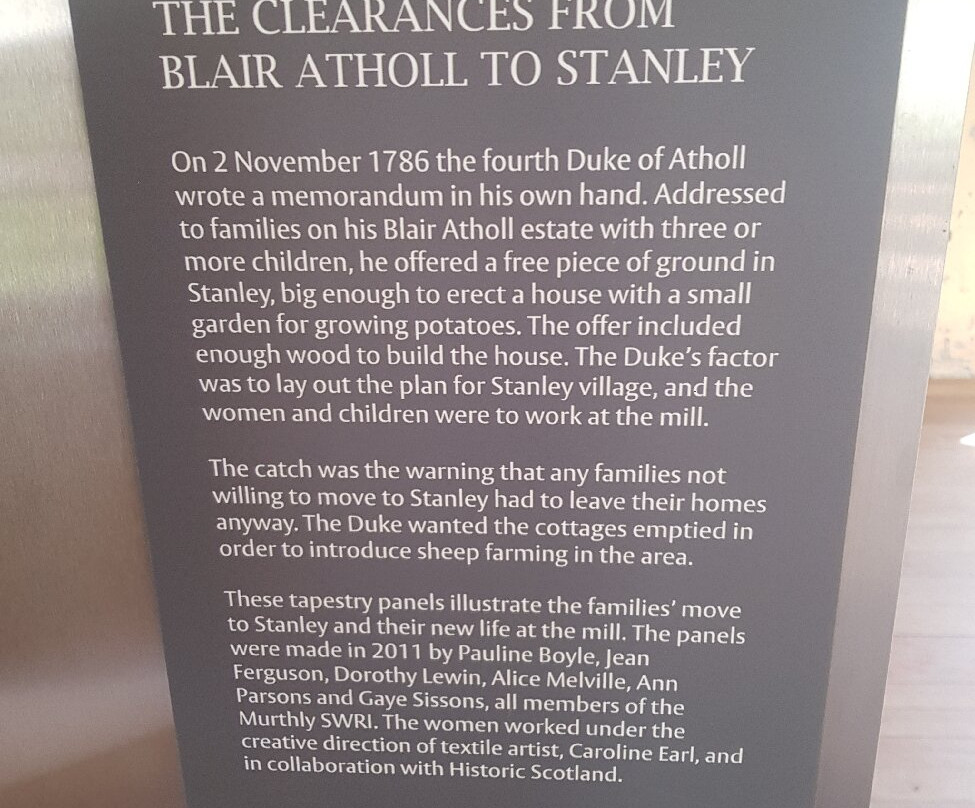 THE CLEARANCES FROM
BLAIR ATHOLL TO STANLEY
On 2 November 1786 the fourth Duke of Atholl
wrote a memorandum in his own hand. Addressed
to families on his Blair Atholl estate with three or
more children, he offered a free piece of ground in
Stanley, big enough to erect a house with a small
garden for growing potatoes. The offer included
enough wood to build the house. The Duke's factor
was to lay out the plan for Stanley village, and the
women and children were to work at the mill.
The catch was the warning that any families not
willing to move to Stanley had to leave their homes
anyway. The Duke wanted the cottages emptied in
order to introduce sheep farming in the area.
These tapestry panels illustrate the families' move
to Stanley and their new life at the mill. The panels
were made in 2011 by Pauline Boyle, Jean
Ferguson, Dorothy Lewin, Alice Melville, Ann
Parsons and Gaye Sissons, all members of the
Murthly SWRI. The women worked under the
creative direction of textile artist, Caroline Earl, and
in collaboration with Historic Scotland.